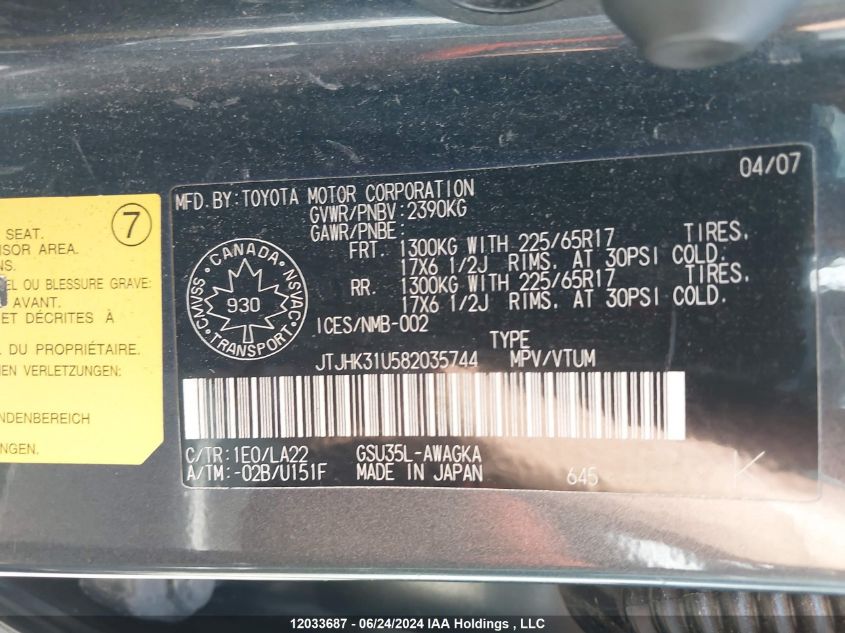 04/07
MFD.BY:TOYOTA MOTOR CORPORATION
GVWR/PNBV:2390KG
GAWR/PNBE:
FRT. 1300KG WITH 225/65R17 TIRES,
17X6 1/2J RIMS, AT 30PSI COLD.
RR. 1300KG WITH 225/65R17 TIRES,
17X6 1/2J RIMS, AT 30PSI COLD.
CANADA
CMVSS 930 NSVAC
TRANSPORT
ICES/NMB-002
TYPE
JTJHK31U582035744 MPV/VTUM
C/TR:1E0/LA22 GSU35L-AWAGKA
A/TM:-02B/U151F MADE IN JAPAN 645 K
7
SEAT.
SOR AREA.
NS.
EL OU BLESSURE GRAVE:
AVANT.
ET DÉCRITES À
DU PROPRIÉTAIRE.
EN VERLETZUNGEN.
NDENBEREICH
NGEN.
12033687 - 06/24/2024 IAA Holdings , LLC